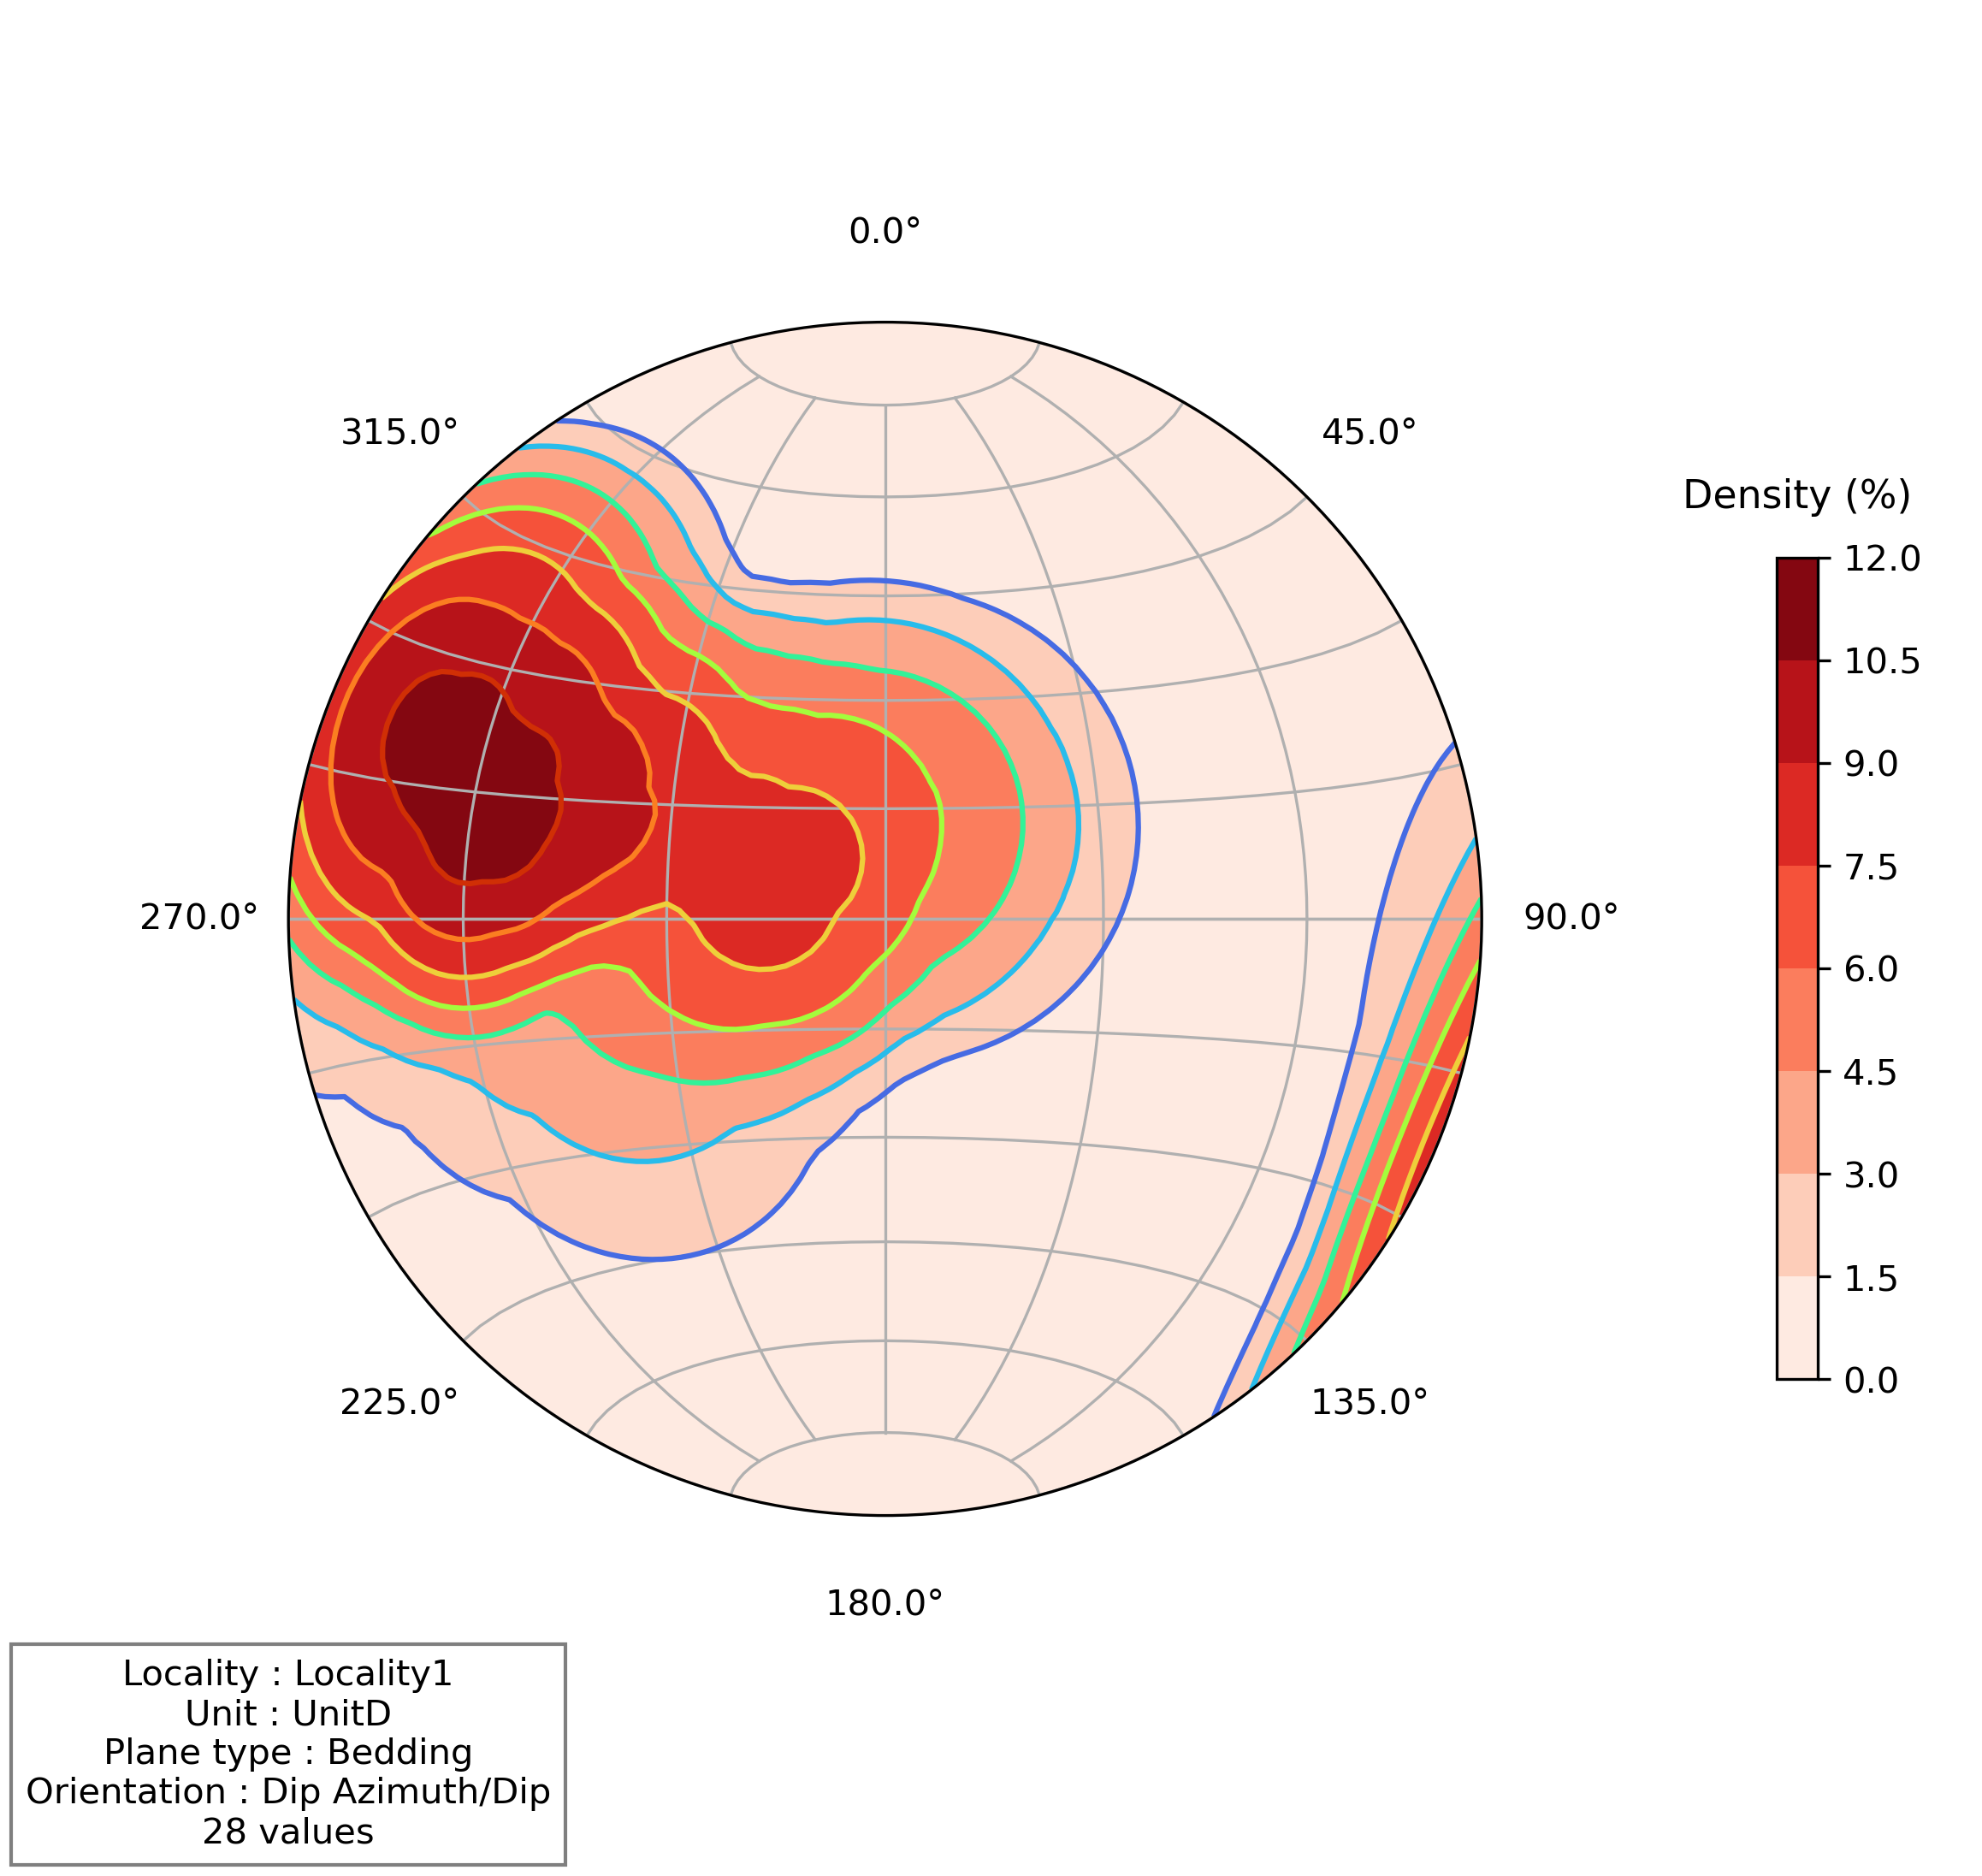 0.0°
315.0°
45.0°
Density (%)
12.0
10.5
9.0
7.5
270.0°
90.0°
6.0
4.5
3.0
1.5
0.0
225.0°
135.0°
180.0°
Locality : Locality1
Unit : UnitD
Plane type : Bedding
Orientation : Dip Azimuth/Dip
28 values